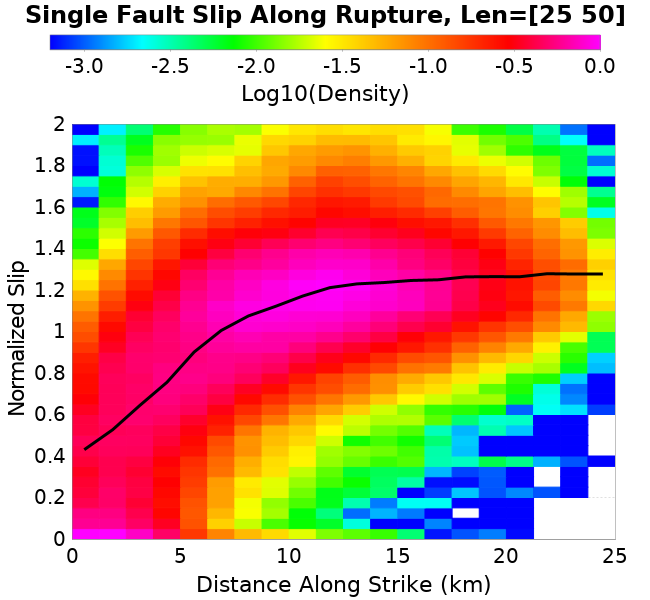 Single Fault Slip Along Rupture, Len=[25 50]
-3.0 -2.5 -2.0 -1.5 -1.0 -0.5 0.0
Log10(Density)
2
1.8
1.6
1.4
1.2
1
0.8
0.6
0.4
0.2
0
Normalized Slip
0 5 10 15 20 25
Distance Along Strike (km)